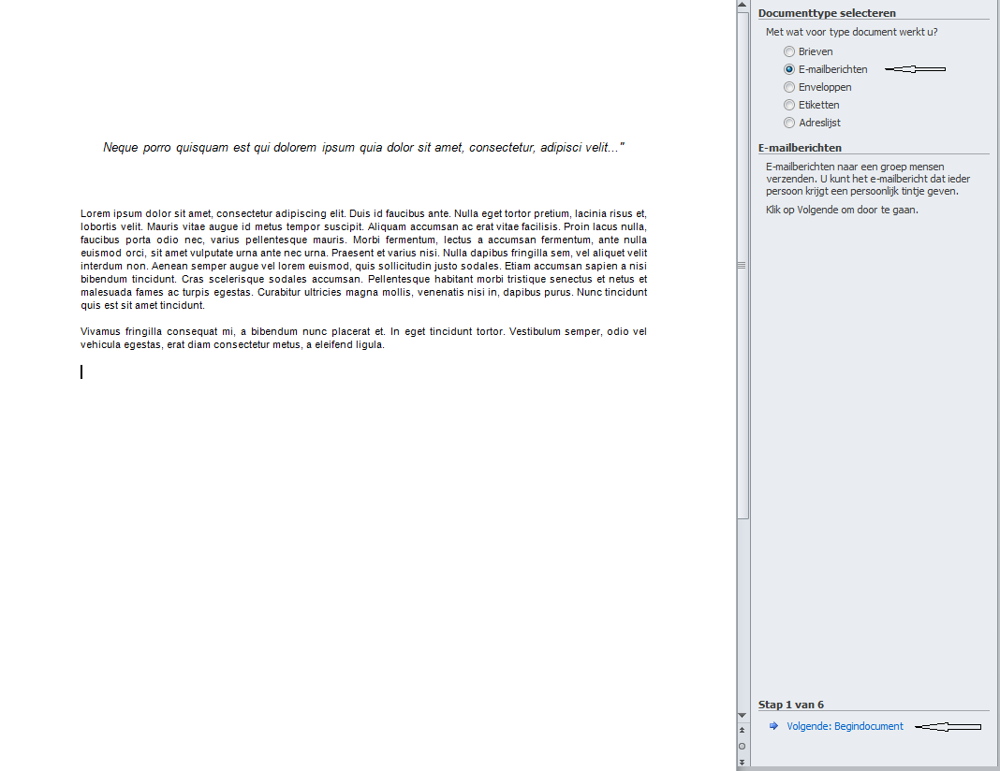 Neque porro quisquam est qui dolorem ipsum quia dolor sit amet, consectetur, adipisci velit..."
Lorem ipsum dolor sit amet, consectetur adipiscing elit. Duis id faucibus ante. Nulla eget tortor pretium, lacinia risus et,
lobortis velit. Mauris vitae augue id metus tempor suscipit. Aliquam accumsan ac erat vitae facilisis. Proin lacus nulla,
faucibus porta odio nec, varius pellentesque mauris. Morbi fermentum, lectus a accumsan fermentum, ante nulla
euismod orci, sit amet vulputate urna ante nec urna. Praesent et varius nisi. Nulla dapibus fringilla sem, vel aliquet velit
interdum non. Aenean semper augue vel lorem euismod, quis sollicitudin justo sodales. Etiam accumsan sapien a nisi
bibendum tincidunt. Cras scelerisque sodales accumsan. Pellentesque habitant morbi tristique senectus et netus et
malesuada fames ac turpis egestas. Curabitur ultricies magna mollis, venenatis nisi in, dapibus purus. Nunc tincidunt
quis est sit amet tincidunt.
Vivamus fringilla consequat mi, a bibendum nunc placerat et. In eget tincidunt tortor. Vestibulum semper, odio vel
vehicula egestas, erat diam consectetur metus, a eleifend ligula.
Documenttype selecteren
Met wat voor type document werkt u?
Brieven
E-mailberichten
Enveloppen
Etiketten
Adreslijst
E-mailberichten
E-mailberichten naar een groep mensen
verzenden. U kunt het e-mailbericht dat ieder
persoon krijgt een persoonlijk tintje geven.
Klik op Volgende om door te gaan.
Stap 1 van 6
Volgende: Begindocument